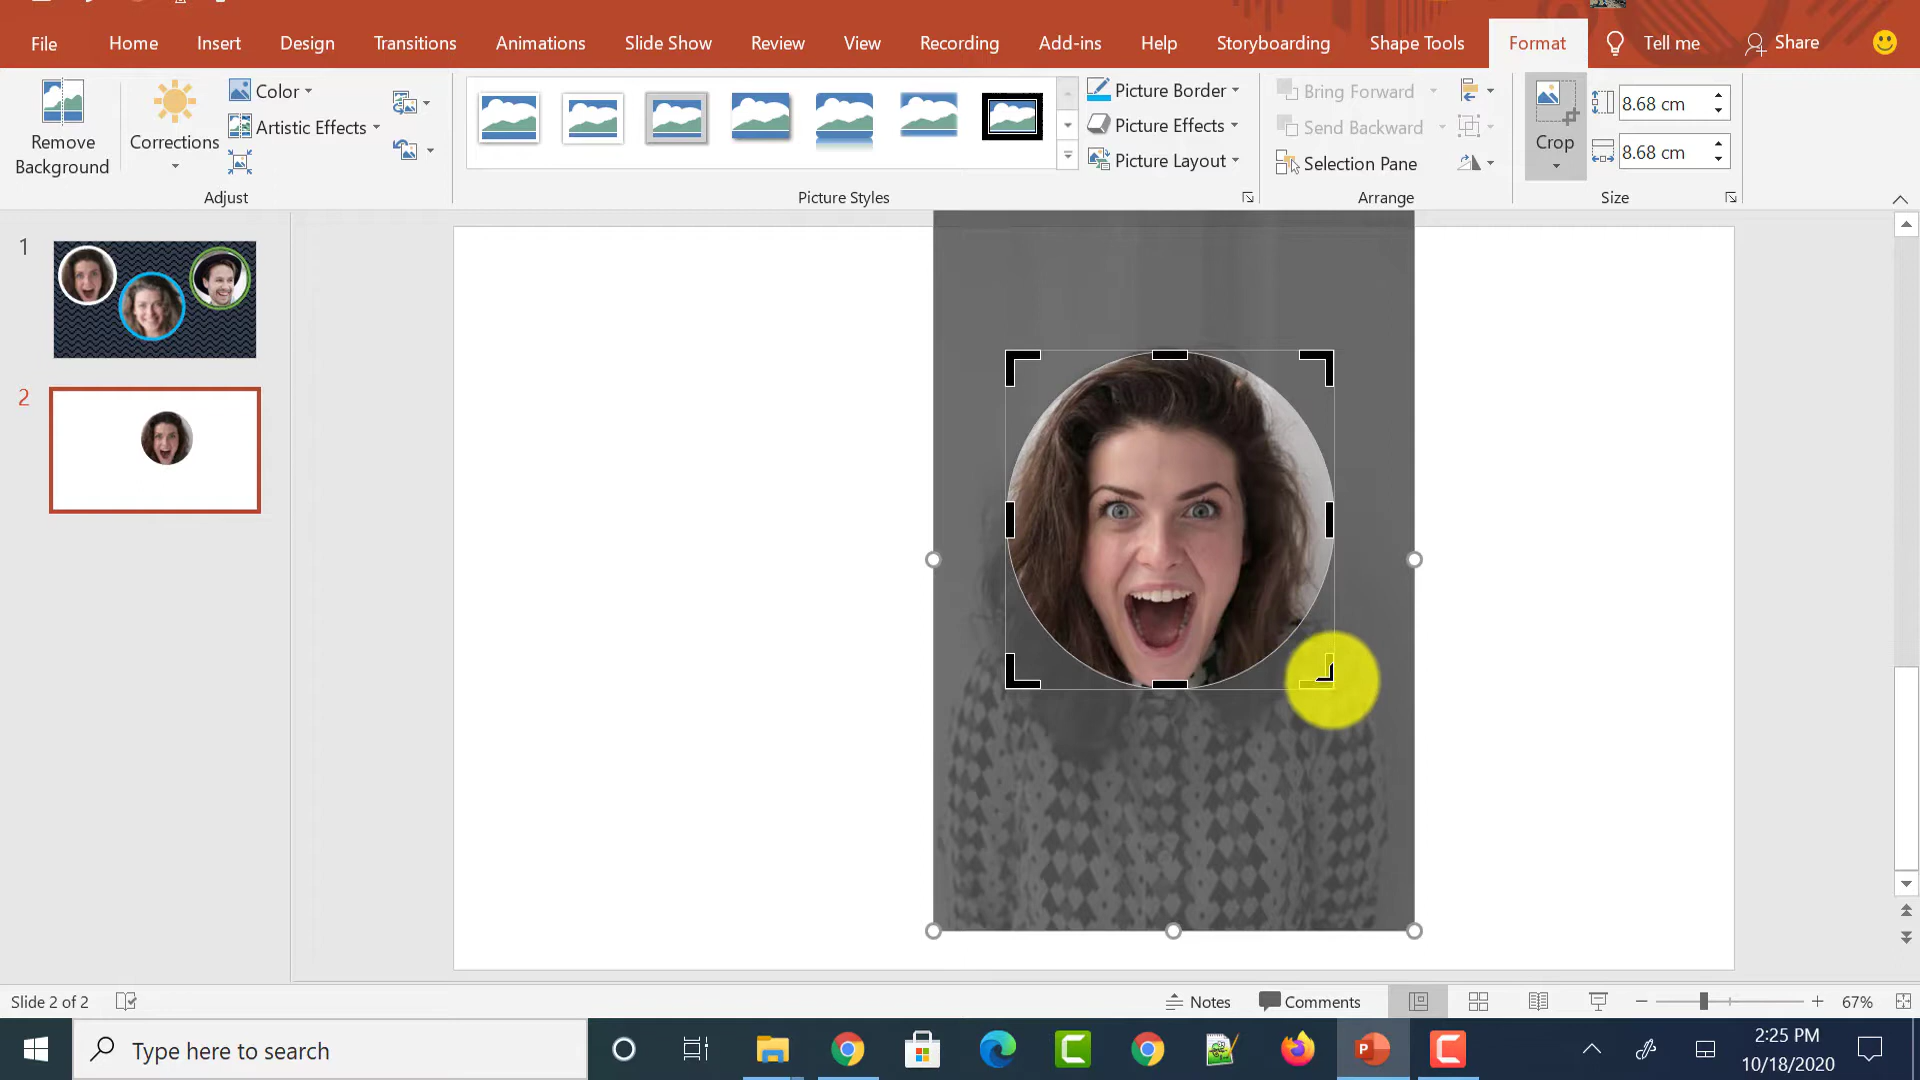 File Home Insert Design Transitions Animations Slide Show Review View Recording Add-ins Help Storyboarding Shape Tools Format Tell me Share
Remove Background
Corrections
Color
Artistic Effects
Adjust
Picture Styles
Picture Border
Picture Effects
Picture Layout
Bring Forward
Send Backward
Selection Pane
Arrange
Crop
8.68 cm
8.68 cm
Size
1
2
Slide 2 of 2
Notes
Comments
67%
Type here to search
2:25 PM
10/18/2020